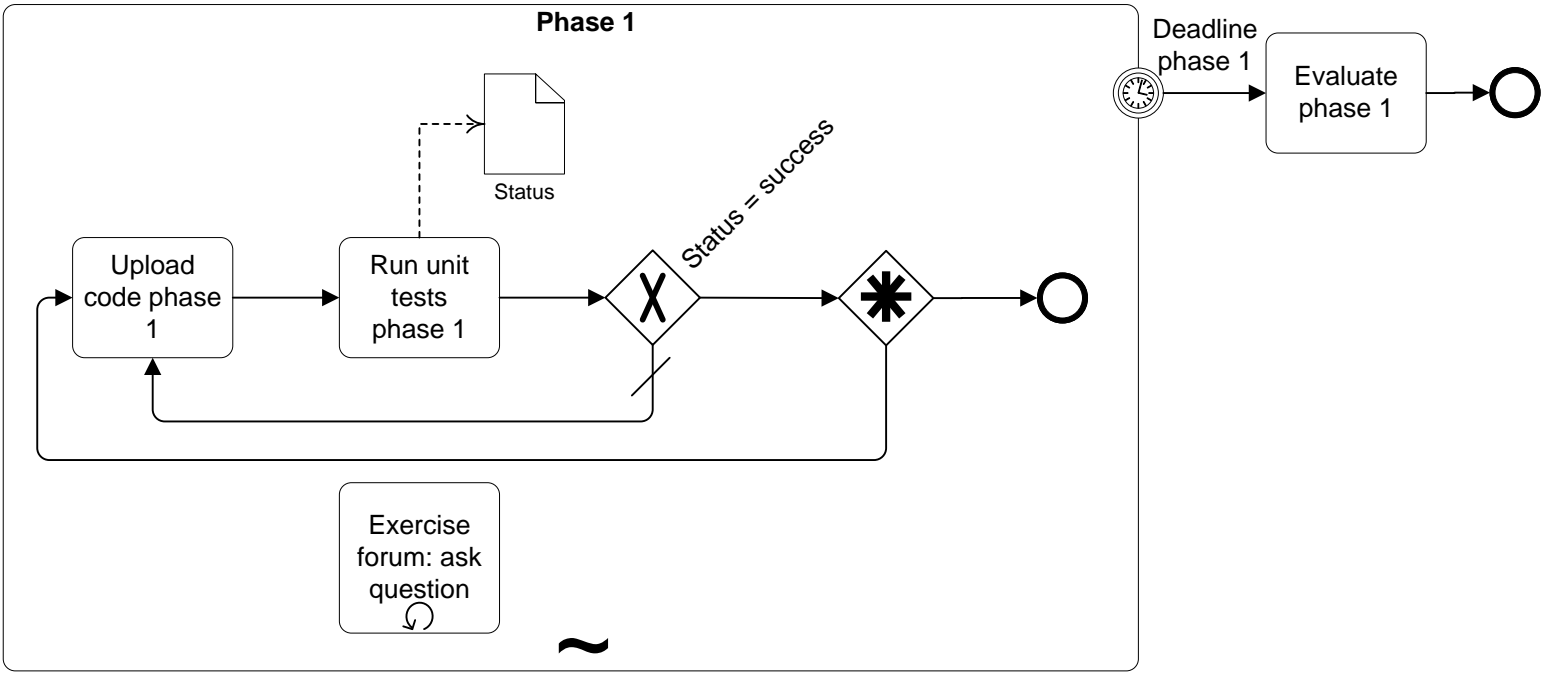 Phase 1
Deadline
phase 1
Evaluate
phase 1
Status
Status = success
Upload
code phase
1
Run unit
tests
phase 1
Exercise
forum: ask
question